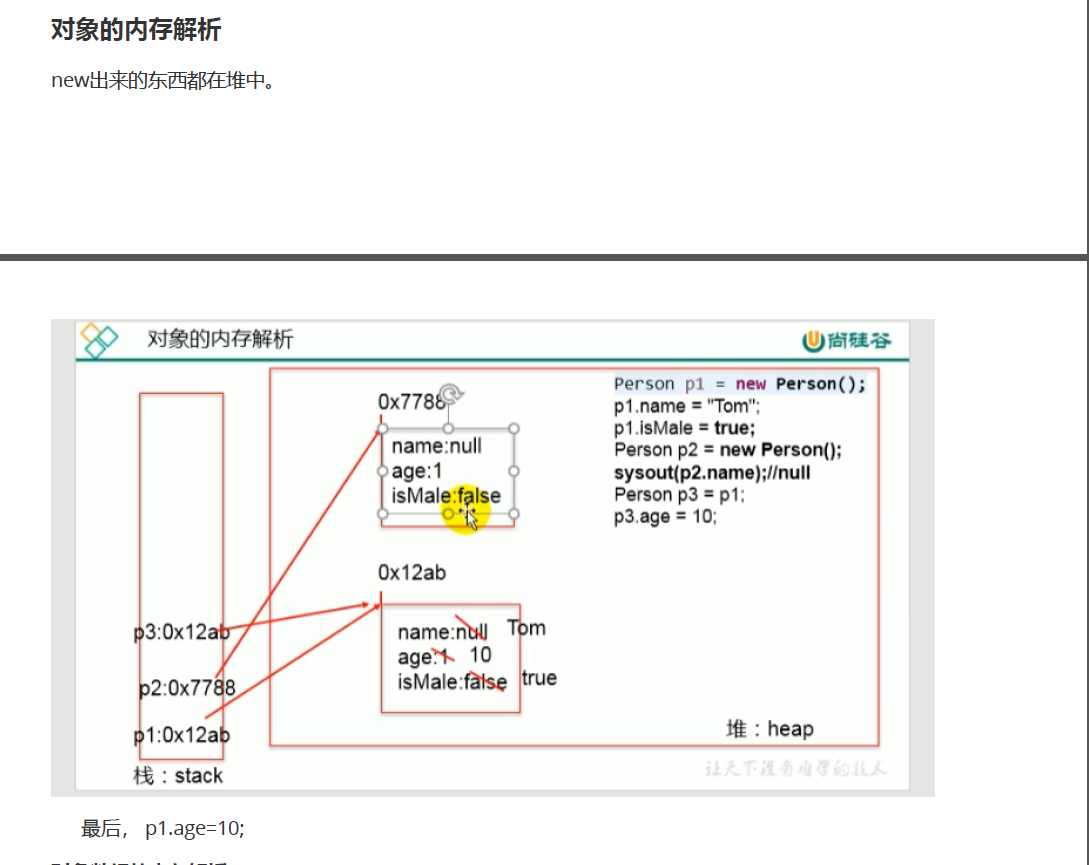 对象的内存解析
new出来的东西都在堆中。
对象的内存解析
尚硅谷
0x7788
name:null
age:1
isMale:false
Person p1 = new Person();
p1.name = "Tom";
p1.isMale = true;
Person p2 = new Person();
sysout(p2.name);//null
Person p3 = p1;
p3.age = 10;
0x12ab
name:null Tom
age:1 10
isMale:false true
p3:0x12ab
p2:0x7788
p1:0x12ab
栈：stack
堆：heap
让天下没有难学的技术
最后， p1.age=10;